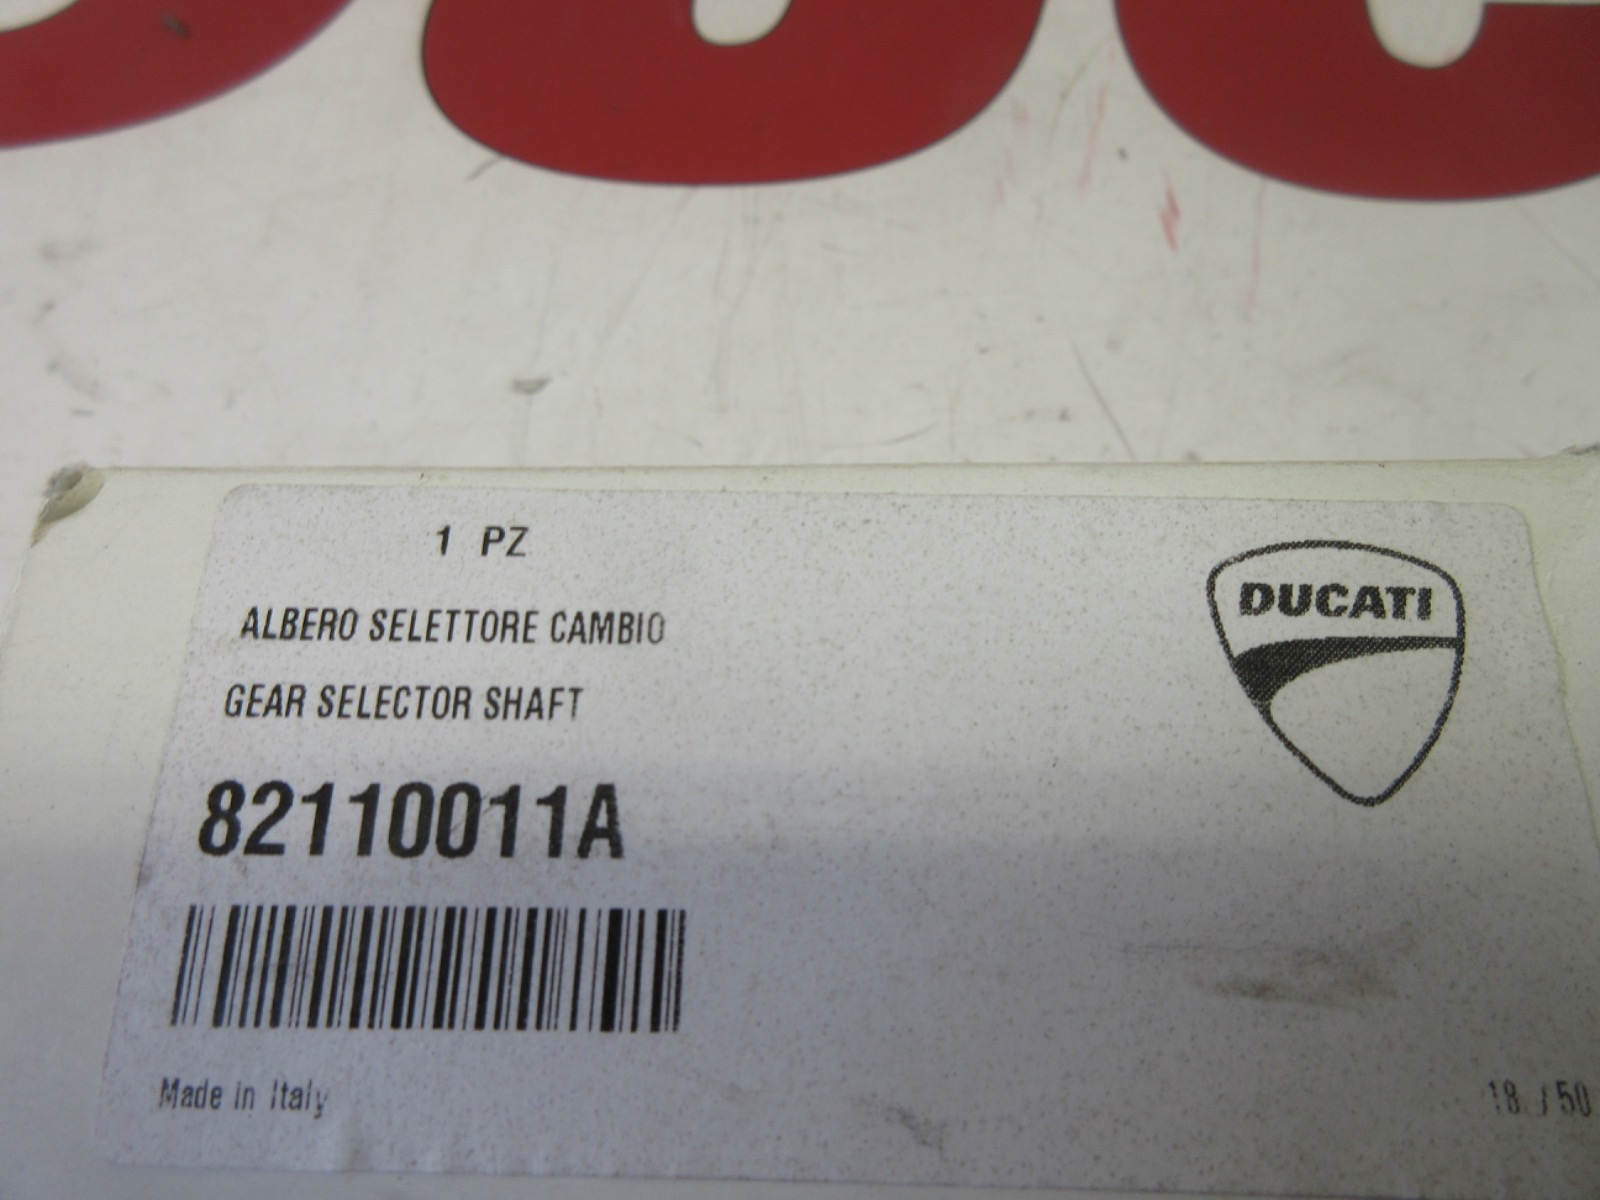 1 PZ
ALBERO SELETTORE CAMBIO
GEAR SELECTOR SHAFT
82110011A
DUCATI
Made in Italy
18 / 50